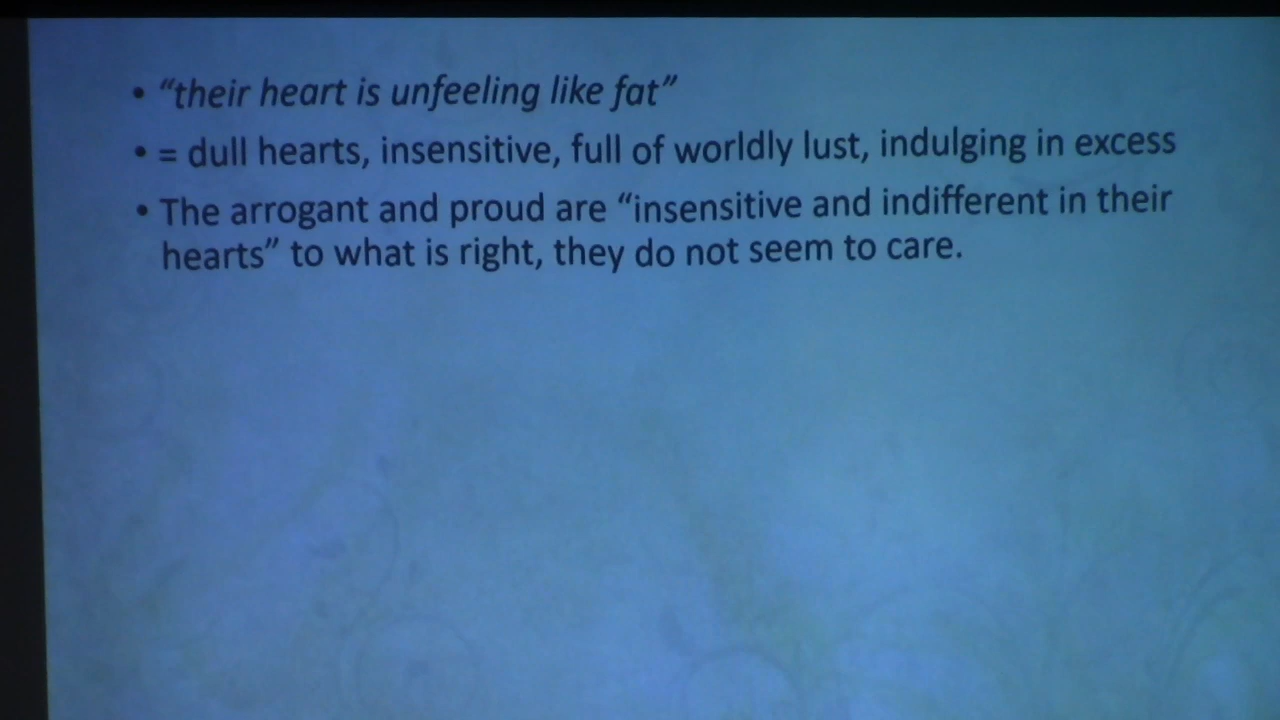 • “their heart is unfeeling like fat”
• = dull hearts, insensitive, full of worldly lust, indulging in excess
• The arrogant and proud are “insensitive and indifferent in their
hearts” to what is right, they do not seem to care.